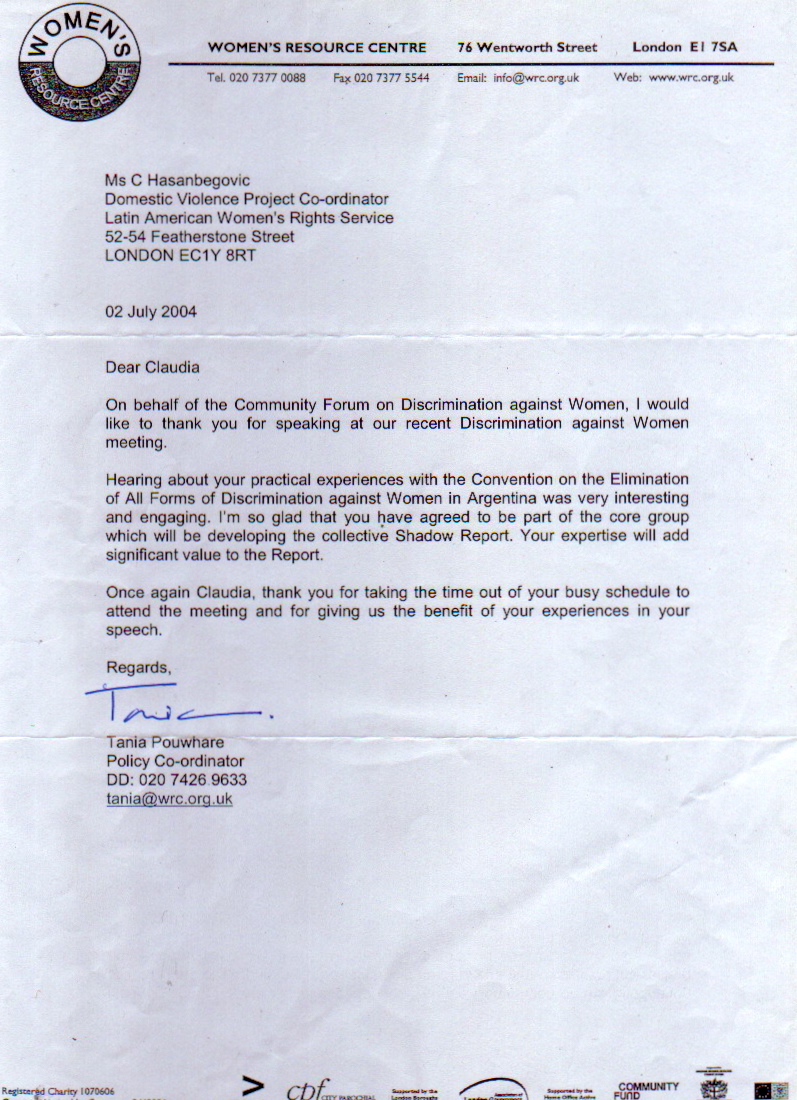 WOMEN'S
RESOURCE CENTRE
WOMEN'S RESOURCE CENTRE 76 Wentworth Street London E1 7SA
Tel. 020 7377 0088 Fax 020 7377 5544 Email: info@wrc.org.uk Web: www.wrc.org.uk
Ms C Hasanbegovic
Domestic Violence Project Co-ordinator
Latin American Women's Rights Service
52-54 Featherstone Street
LONDON EC1Y 8RT
02 July 2004
Dear Claudia
On behalf of the Community Forum on Discrimination against Women, I would
like to thank you for speaking at our recent Discrimination against Women
meeting.
Hearing about your practical experiences with the Convention on the Elimination
of All Forms of Discrimination against Women in Argentina was very interesting
and engaging. I'm so glad that you have agreed to be part of the core group
which will be developing the collective Shadow Report. Your expertise will add
significant value to the Report.
Once again Claudia, thank you for taking the time out of your busy schedule to
attend the meeting and for giving us the benefit of your experiences in your
speech.
Regards,
Tania
Tania Pouwhare
Policy Co-ordinator
DD: 020 7426 9633
tania@wrc.org.uk
Registered Charity 1070606
cpf CITY PAROCHIAL
Supported by the
London Boroughs
Supported by the
Home Office Active
COMMUNITY
FUND